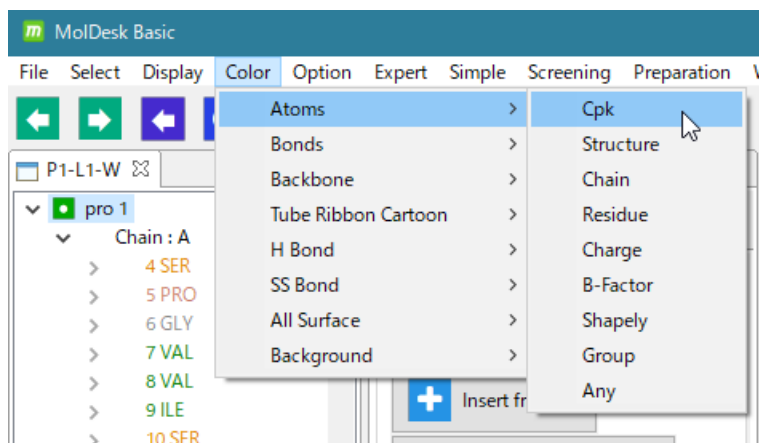 m MolDesk Basic
File Select Display Color Option Expert Simple Screening Preparation
Atoms > Cpk
Bonds > Structure
P1-L1-W
Backbone > Chain
pro 1
Tube Ribbon Cartoon > Residue
Chain : A
H Bond > Charge
4 SER
SS Bond > B-Factor
5 PRO
All Surface > Shapely
6 GLY
Background > Group
7 VAL
Any
8 VAL
Insert
9 ILE
10 SER